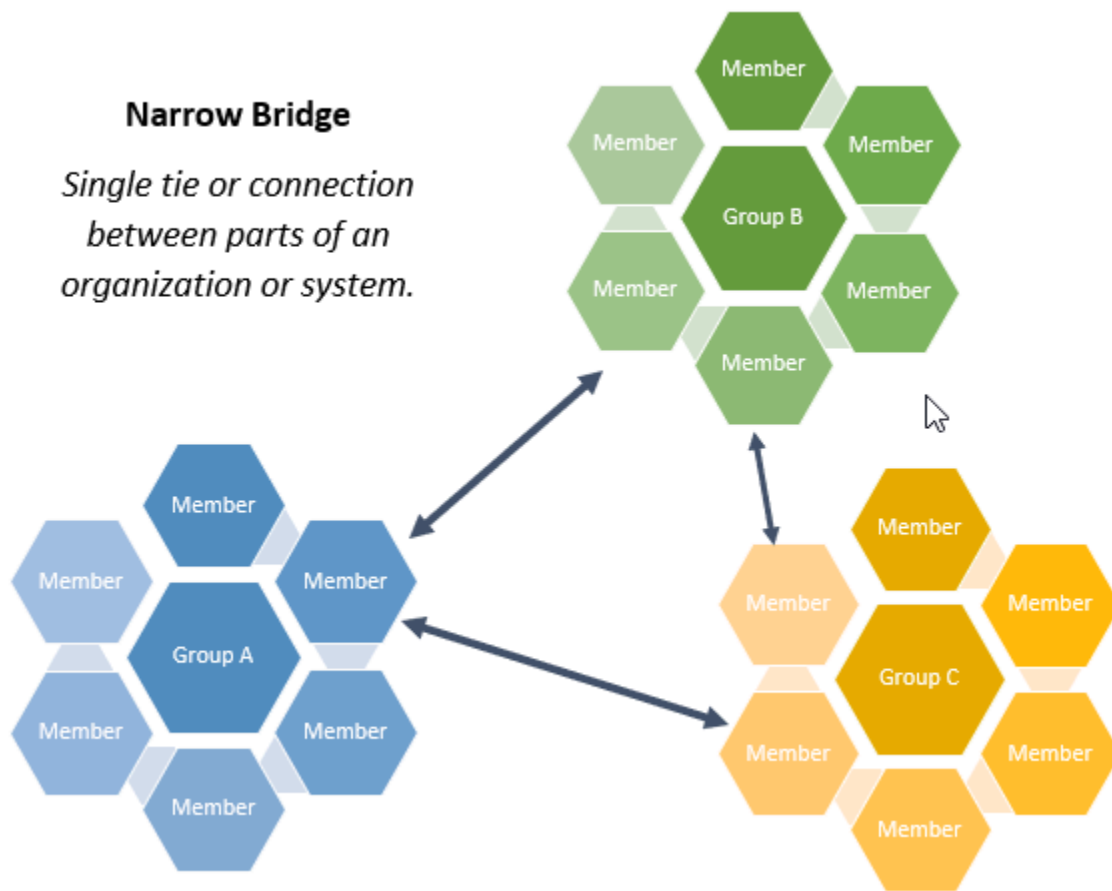 Narrow Bridge
Single tie or connection
between parts of an
organization or system.
Member
Member
Member
Group B
Member
Member
Member
Member
Member
Member
Member
Group A
Member
Member
Member
Member
Member
Member
Group C
Member
Member
Member